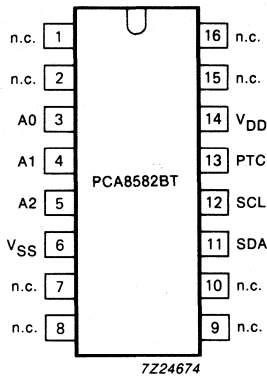 n.c. 1 16 n.c.
n.c. 2 15 n.c.
A0 3 14 VDD
A1 4 13 PTC
PCA8582BT
A2 5 12 SCL
VSS 6 11 SDA
n.c. 7 10 n.c.
n.c. 8 9 n.c.
7Z24674